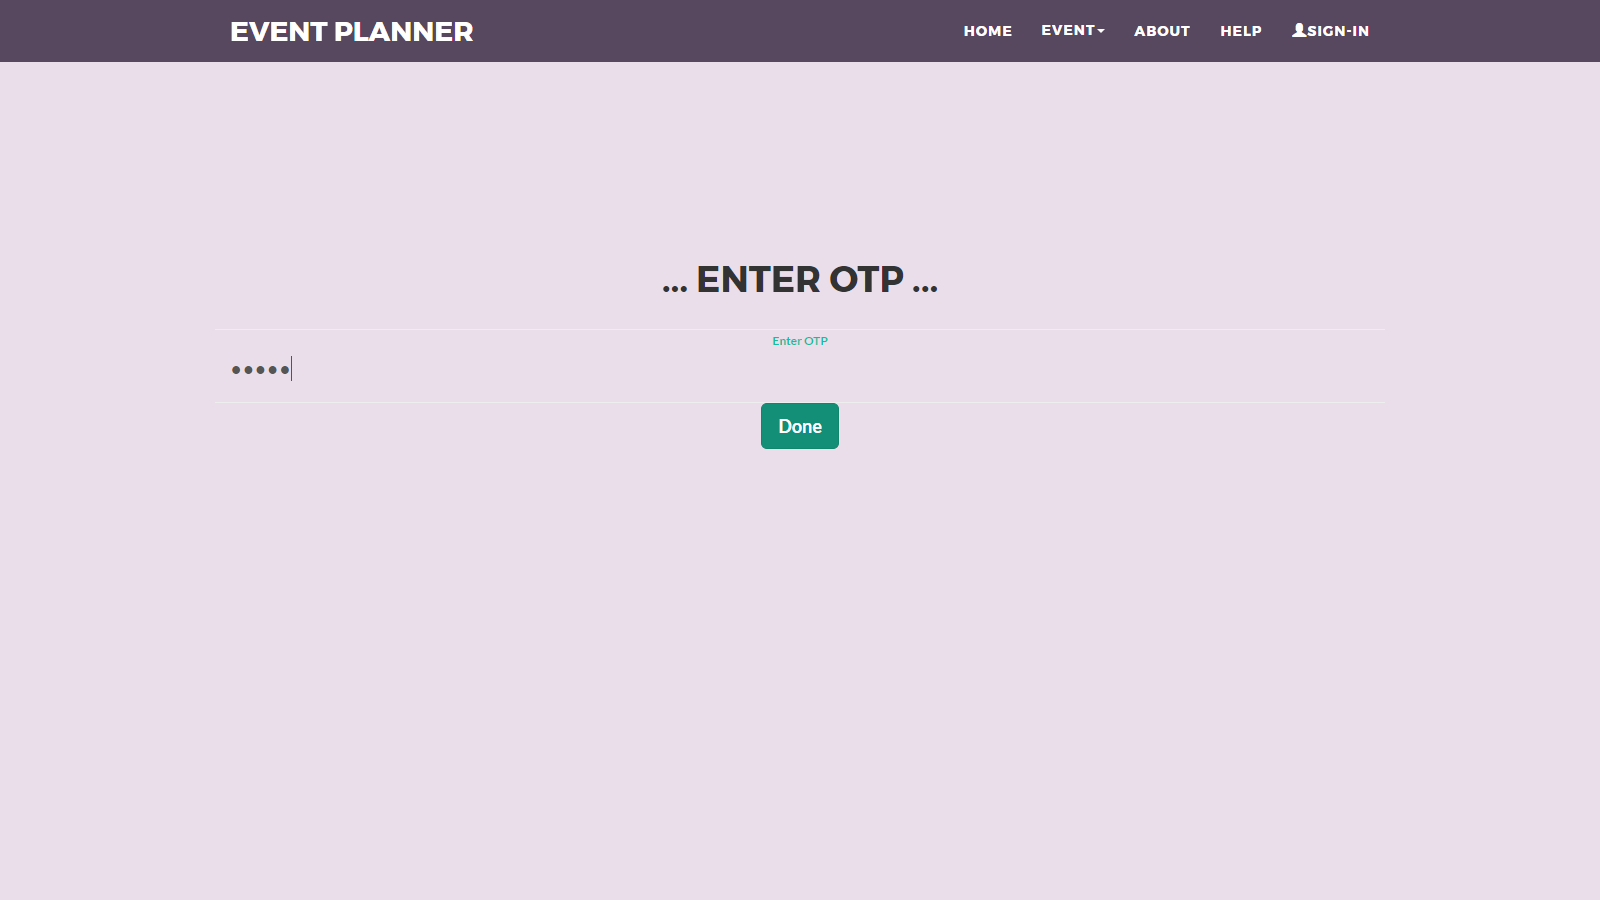 EVENT PLANNER
HOME EVENT ABOUT HELP SIGN-IN
... ENTER OTP ...
Enter OTP
•••••
Done